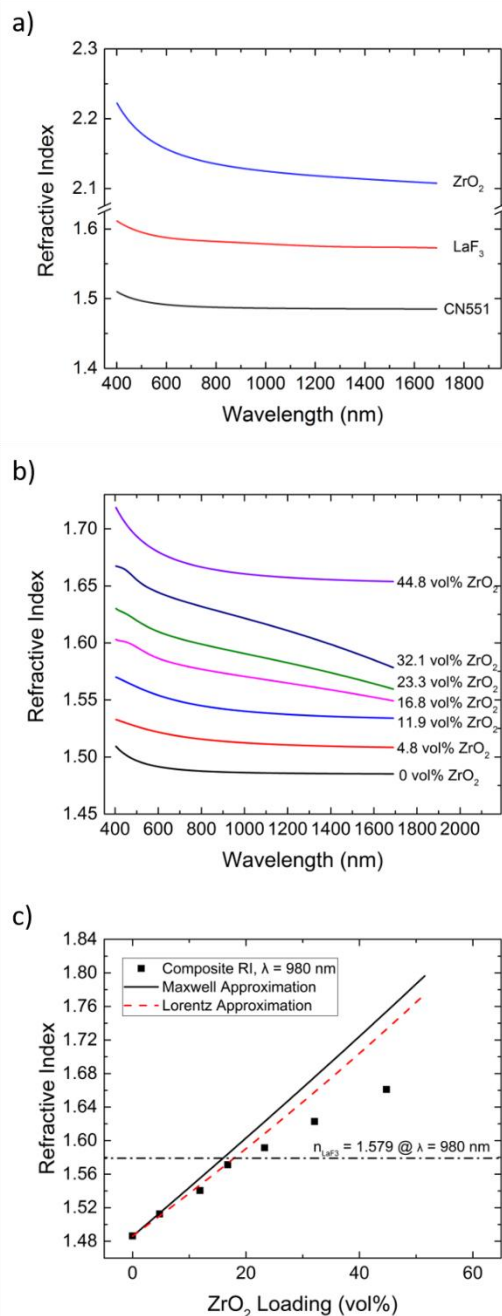 a)
2.3
2.2
2.1
1.6
1.5
1.4
Refractive Index
ZrO₂
LaF₃
CN551
400 600 800 1000 1200 1400 1600 1800
Wavelength (nm)
b)
1.70
1.65
1.60
1.55
1.50
1.45
Refractive Index
44.8 vol% ZrO₂
32.1 vol% ZrO₂
23.3 vol% ZrO₂
16.8 vol% ZrO₂
11.9 vol% ZrO₂
4.8 vol% ZrO₂
0 vol% ZrO₂
400 600 800 1000 1200 1400 1600 1800 2000
Wavelength (nm)
c)
1.84
1.80
1.76
1.72
1.68
1.64
1.60
1.56
1.52
1.48
Refractive Index
Composite RI, λ = 980 nm
Maxwell Approximation
Lorentz Approximation
n_LaF3 = 1.579 @ λ = 980 nm
0 20 40 60
ZrO₂ Loading (vol%)